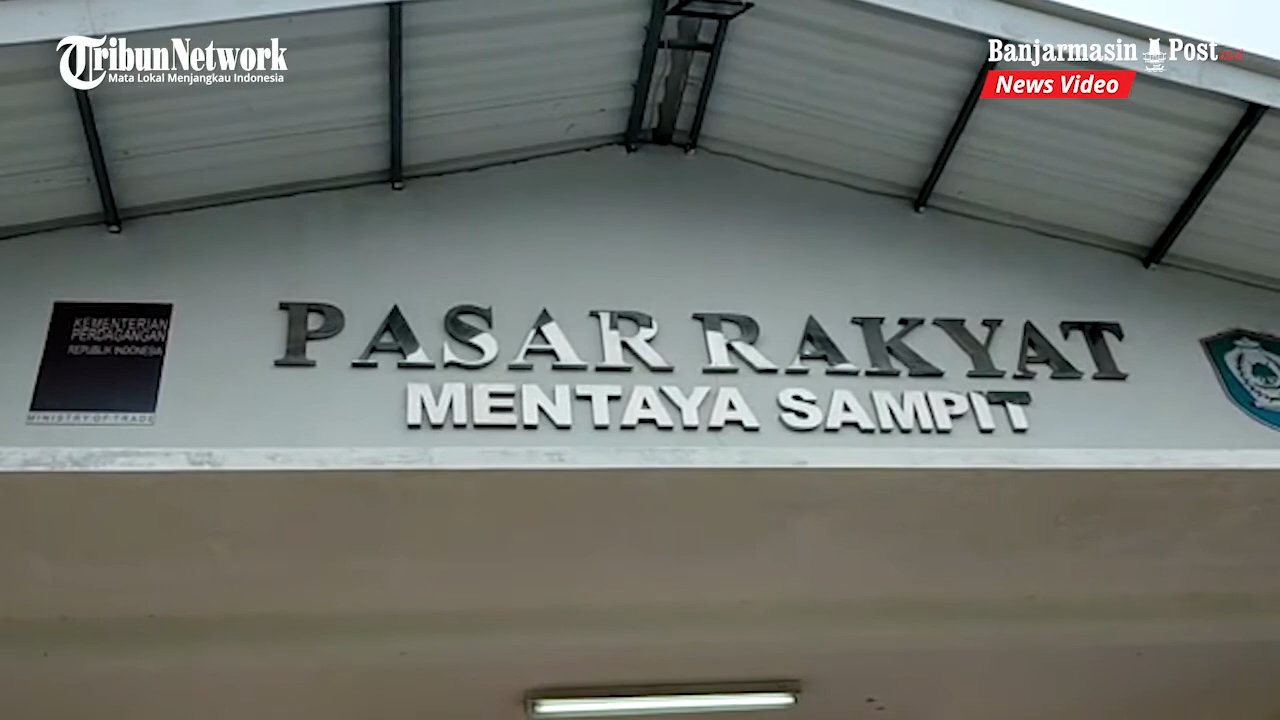 TribunNetwork
Mata Lokal Menjangkau Indonesia
Banjarmasin Post
News Video
KEMENTERIAN
PERDAGANGAN
REPUBLIK INDONESIA
MINISTRY OF TRADE
PASAR RAKYAT
MENTAYA SAMPIT